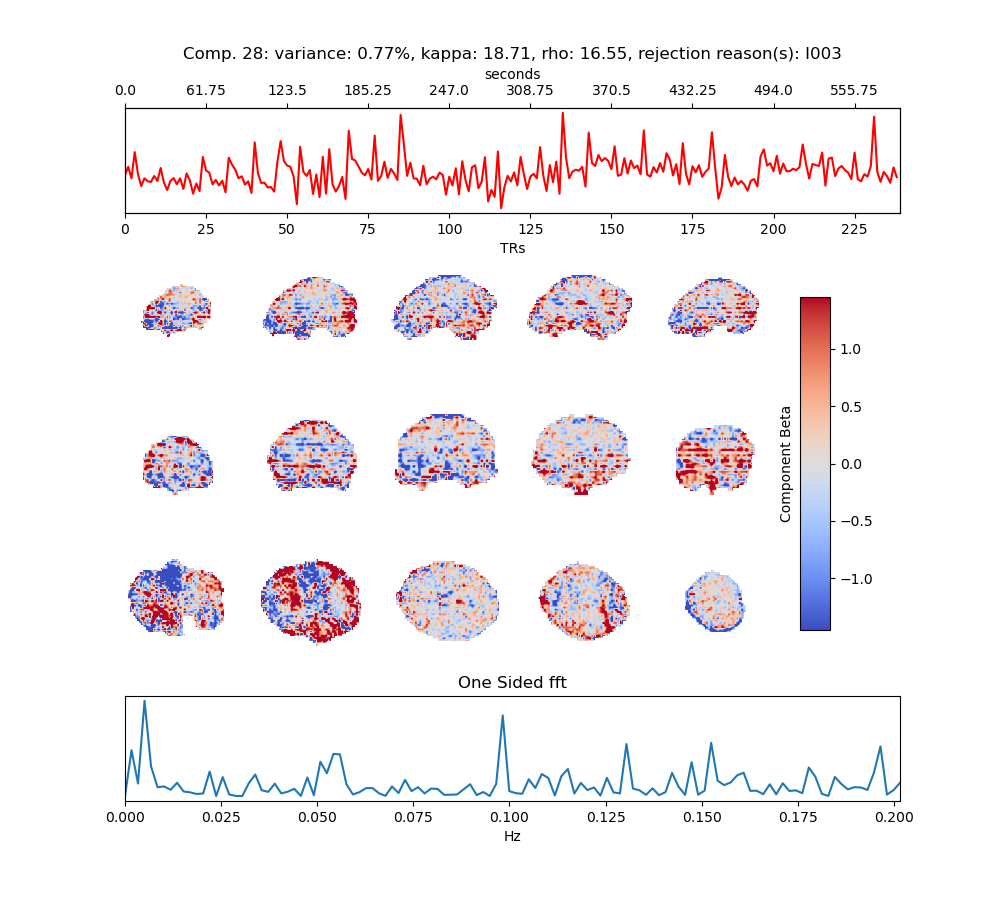 Comp. 28: variance: 0.77%, kappa: 18.71, rho: 16.55, rejection reason(s): I003
seconds
0.0 61.75 123.5 185.25 247.0 308.75 370.5 432.25 494.0 555.75
0 25 50 75 100 125 150 175 200 225
TRs
1.0
0.5
0.0
−0.5
−1.0
Component Beta
One Sided fft
0.000 0.025 0.050 0.075 0.100 0.125 0.150 0.175 0.200
Hz